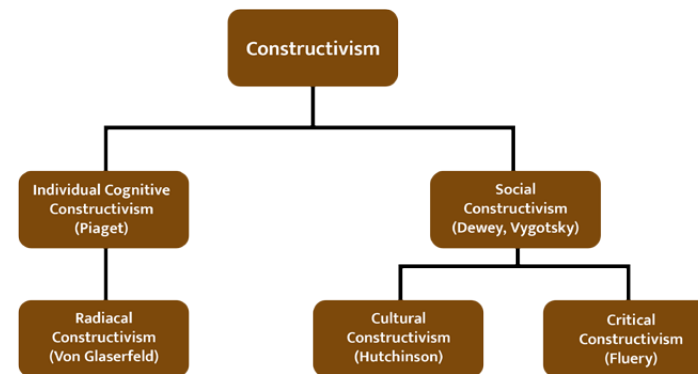 Constructivism
Individual Cognitive
Constructivism
(Piaget)
Social
Constructivism
(Dewey, Vygotsky)
Radiacal
Constructivism
(Von Glaserfeld)
Cultural
Constructivism
(Hutchinson)
Critical
Constructivism
(Fluery)